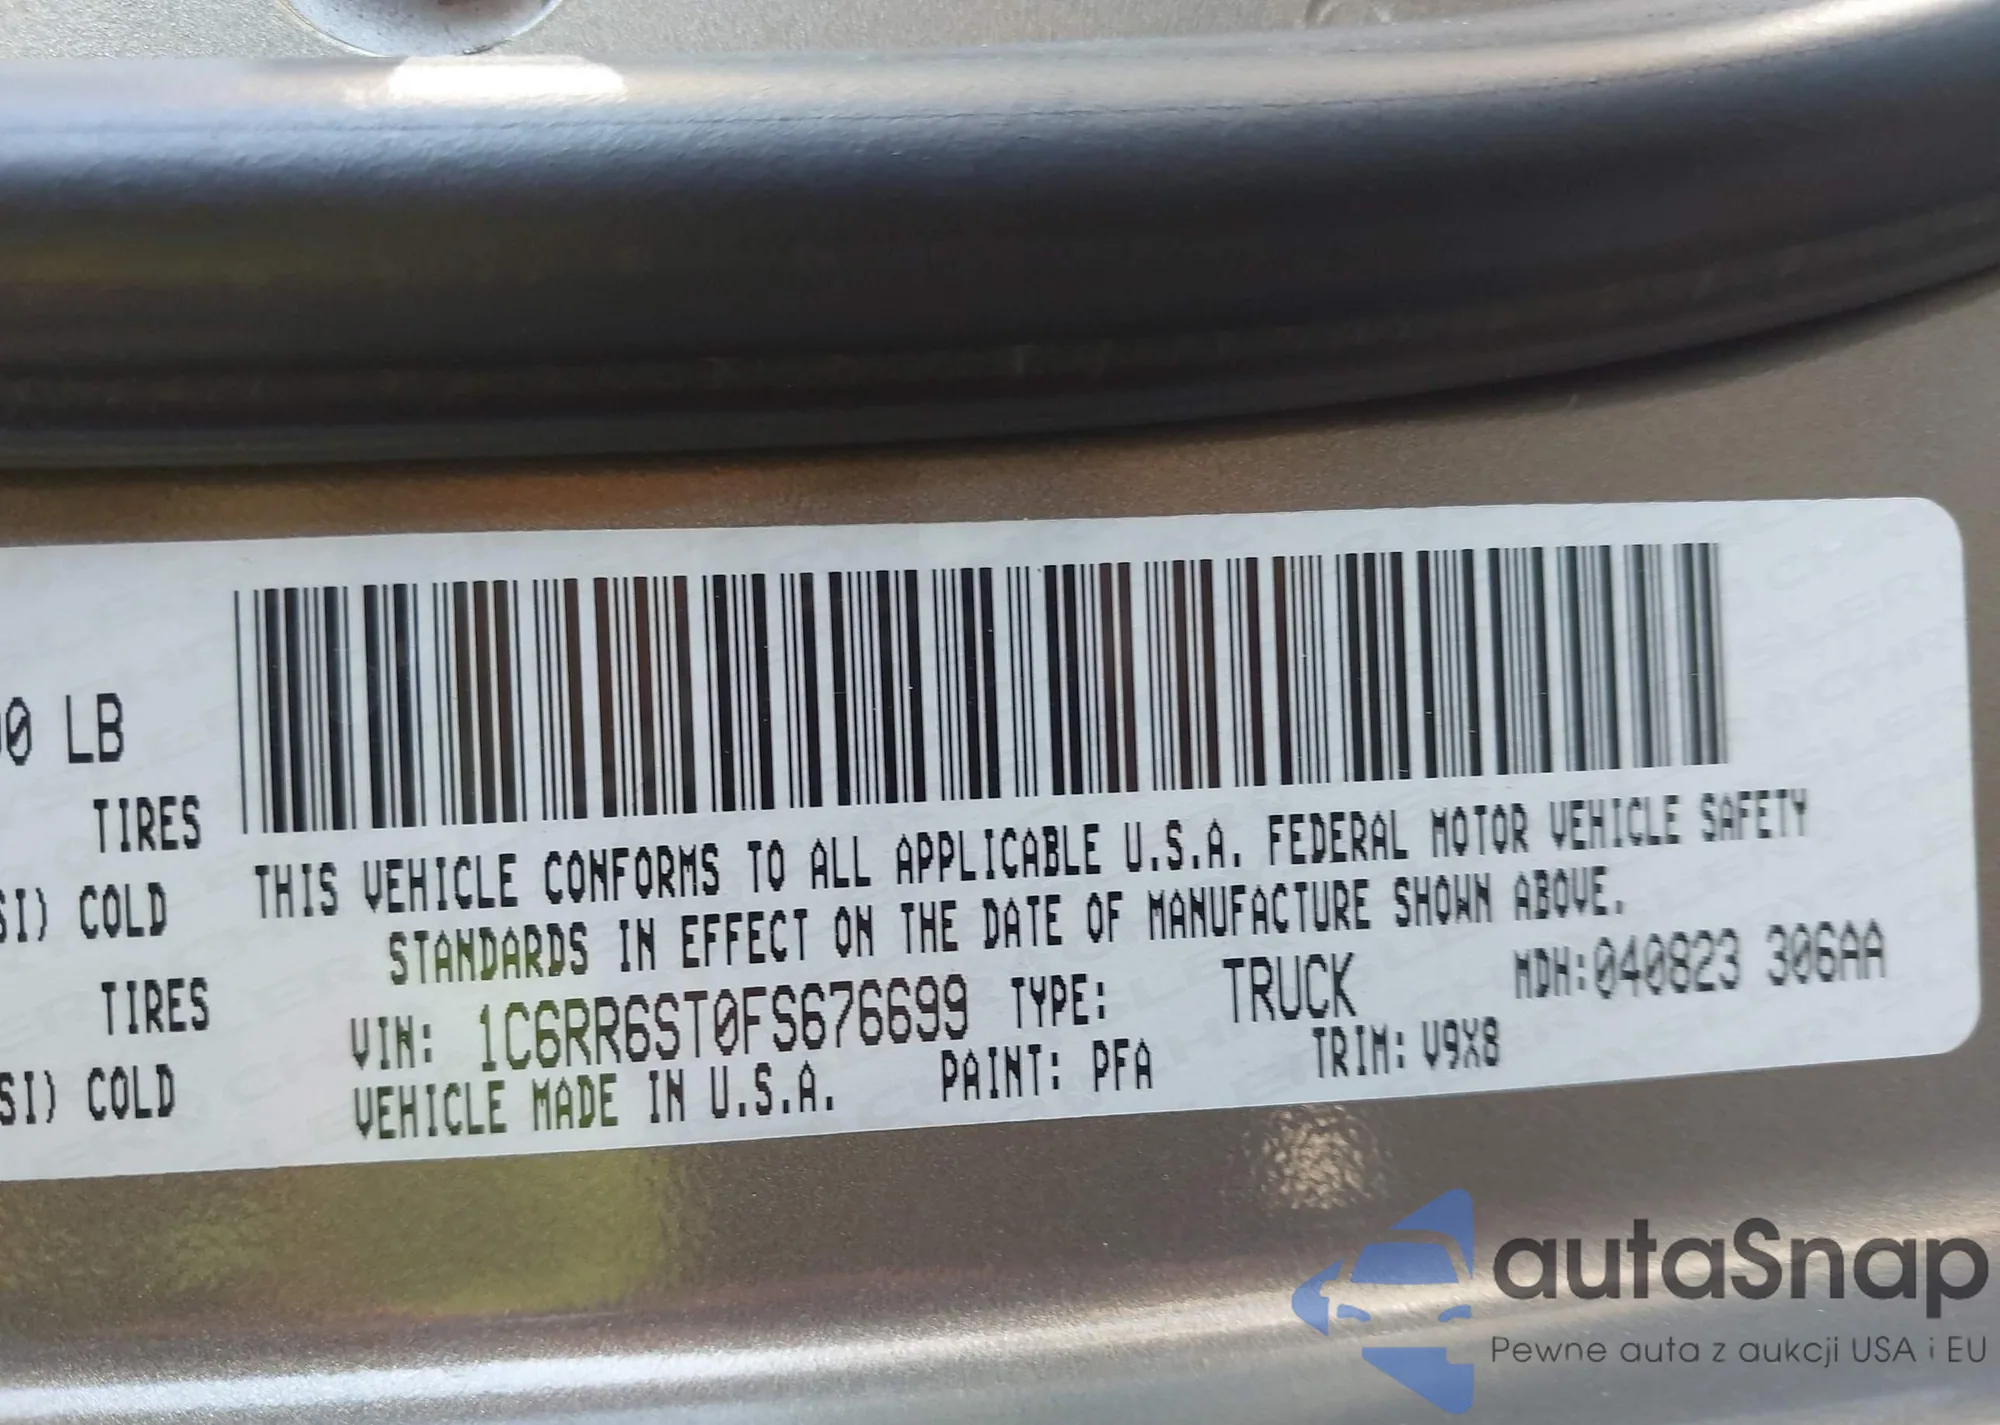 00 LB
TIRES
SI) COLD
TIRES
SI) COLD
THIS VEHICLE CONFORMS TO ALL APPLICABLE U.S.A. FEDERAL MOTOR VEHICLE SAFETY
STANDARDS IN EFFECT ON THE DATE OF MANUFACTURE SHOWN ABOVE.
VIN: 1C6RR6ST0FS676699 TYPE: TRUCK MDH:040823 306AA
VEHICLE MADE IN U.S.A. PAINT: PFA TRIM: V9X8
autaSnap
Pewne auta z aukcji USA i EU